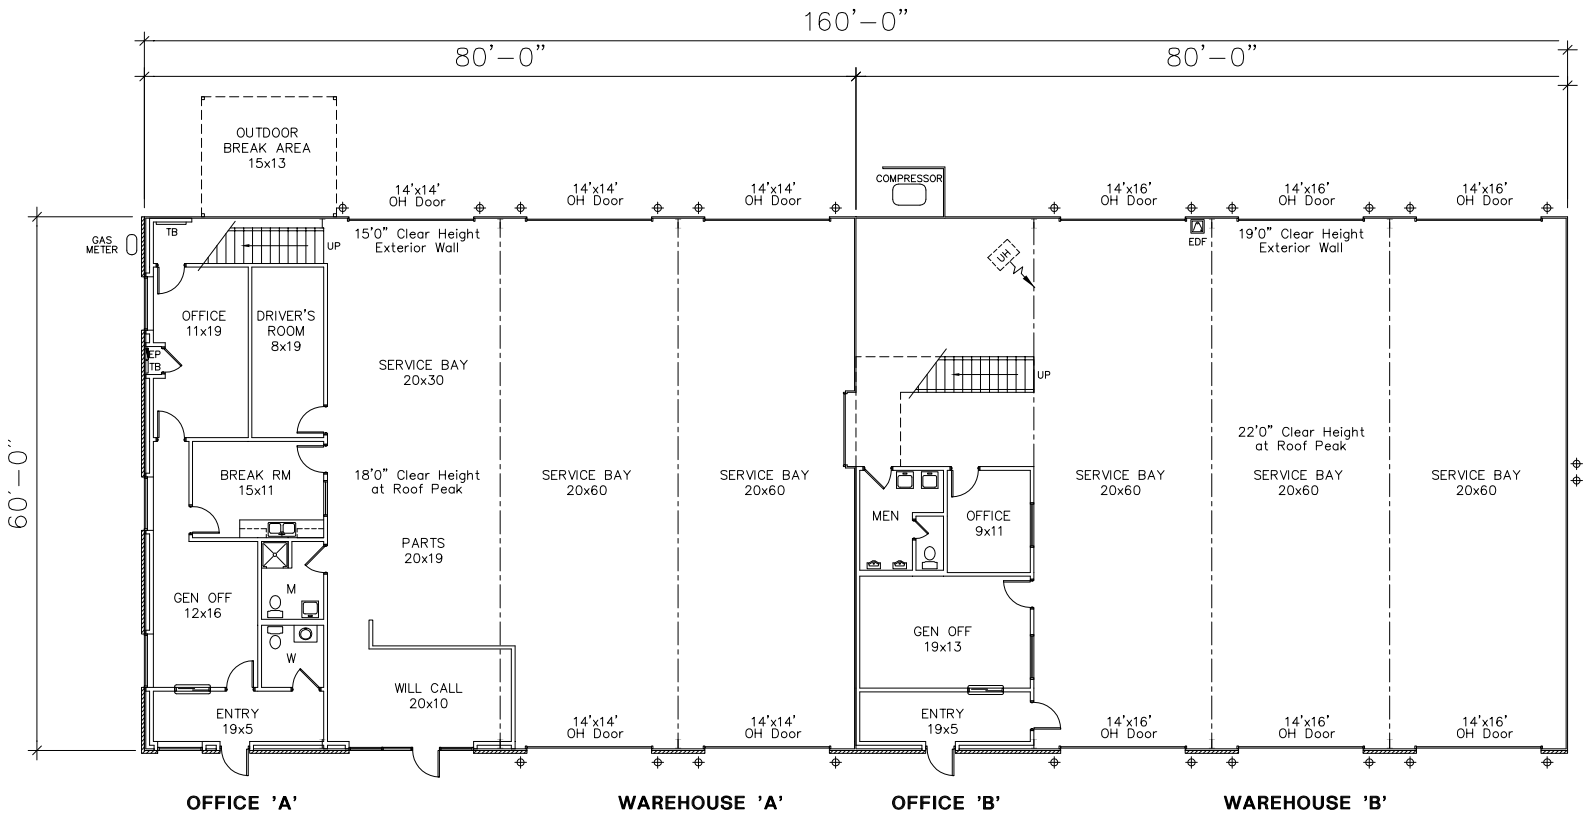 160'-0"
80'-0"
80'-0"
OUTDOOR
BREAK AREA
15x13
COMPRESSOR
14'x14'
OH Door
14'x14'
OH Door
14'x14'
OH Door
14'x16'
OH Door
14'x16'
OH Door
14'x16'
OH Door
GAS
METER
TB
UP
15'0" Clear Height
Exterior Wall
UH
EDF
19'0" Clear Height
Exterior Wall
OFFICE
11x19
DRIVER'S
ROOM
8x19
EP
TB
SERVICE BAY
20x30
UP
60'-0"
BREAK RM
15x11
18'0" Clear Height
at Roof Peak
SERVICE BAY
20x60
SERVICE BAY
20x60
22'0" Clear Height
at Roof Peak
SERVICE BAY
20x60
SERVICE BAY
20x60
SERVICE BAY
20x60
MEN
OFFICE
9x11
PARTS
20x19
M
GEN OFF
12x16
W
GEN OFF
19x13
WILL CALL
20x10
ENTRY
19x5
14'x14'
OH Door
14'x14'
OH Door
ENTRY
19x5
14'x16'
OH Door
14'x16'
OH Door
14'x16'
OH Door
OFFICE 'A'
WAREHOUSE 'A'
OFFICE 'B'
WAREHOUSE 'B'